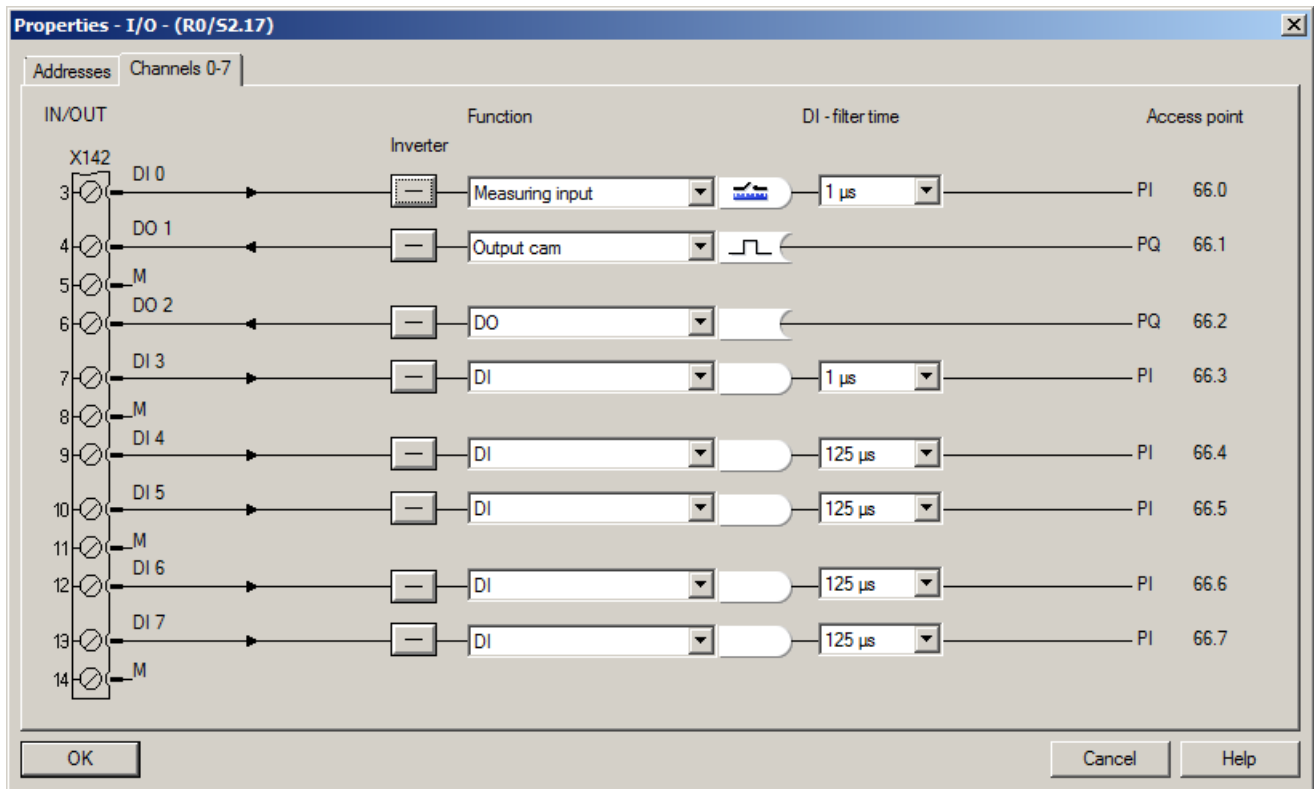 Properties - I/O - (R0/S2.17)
Addresses Channels 0-7
IN/OUT Function DI - filter time Access point
X142 Inverter
3 DI 0 Measuring input 1 µs PI 66.0
4 DO 1 Output cam PQ 66.1
5 M
6 DO 2 DO PQ 66.2
7 DI 3 DI 1 µs PI 66.3
8 M
9 DI 4 DI 125 µs PI 66.4
10 DI 5 DI 125 µs PI 66.5
11 M
12 DI 6 DI 125 µs PI 66.6
13 DI 7 DI 125 µs PI 66.7
14 M
OK Cancel Help